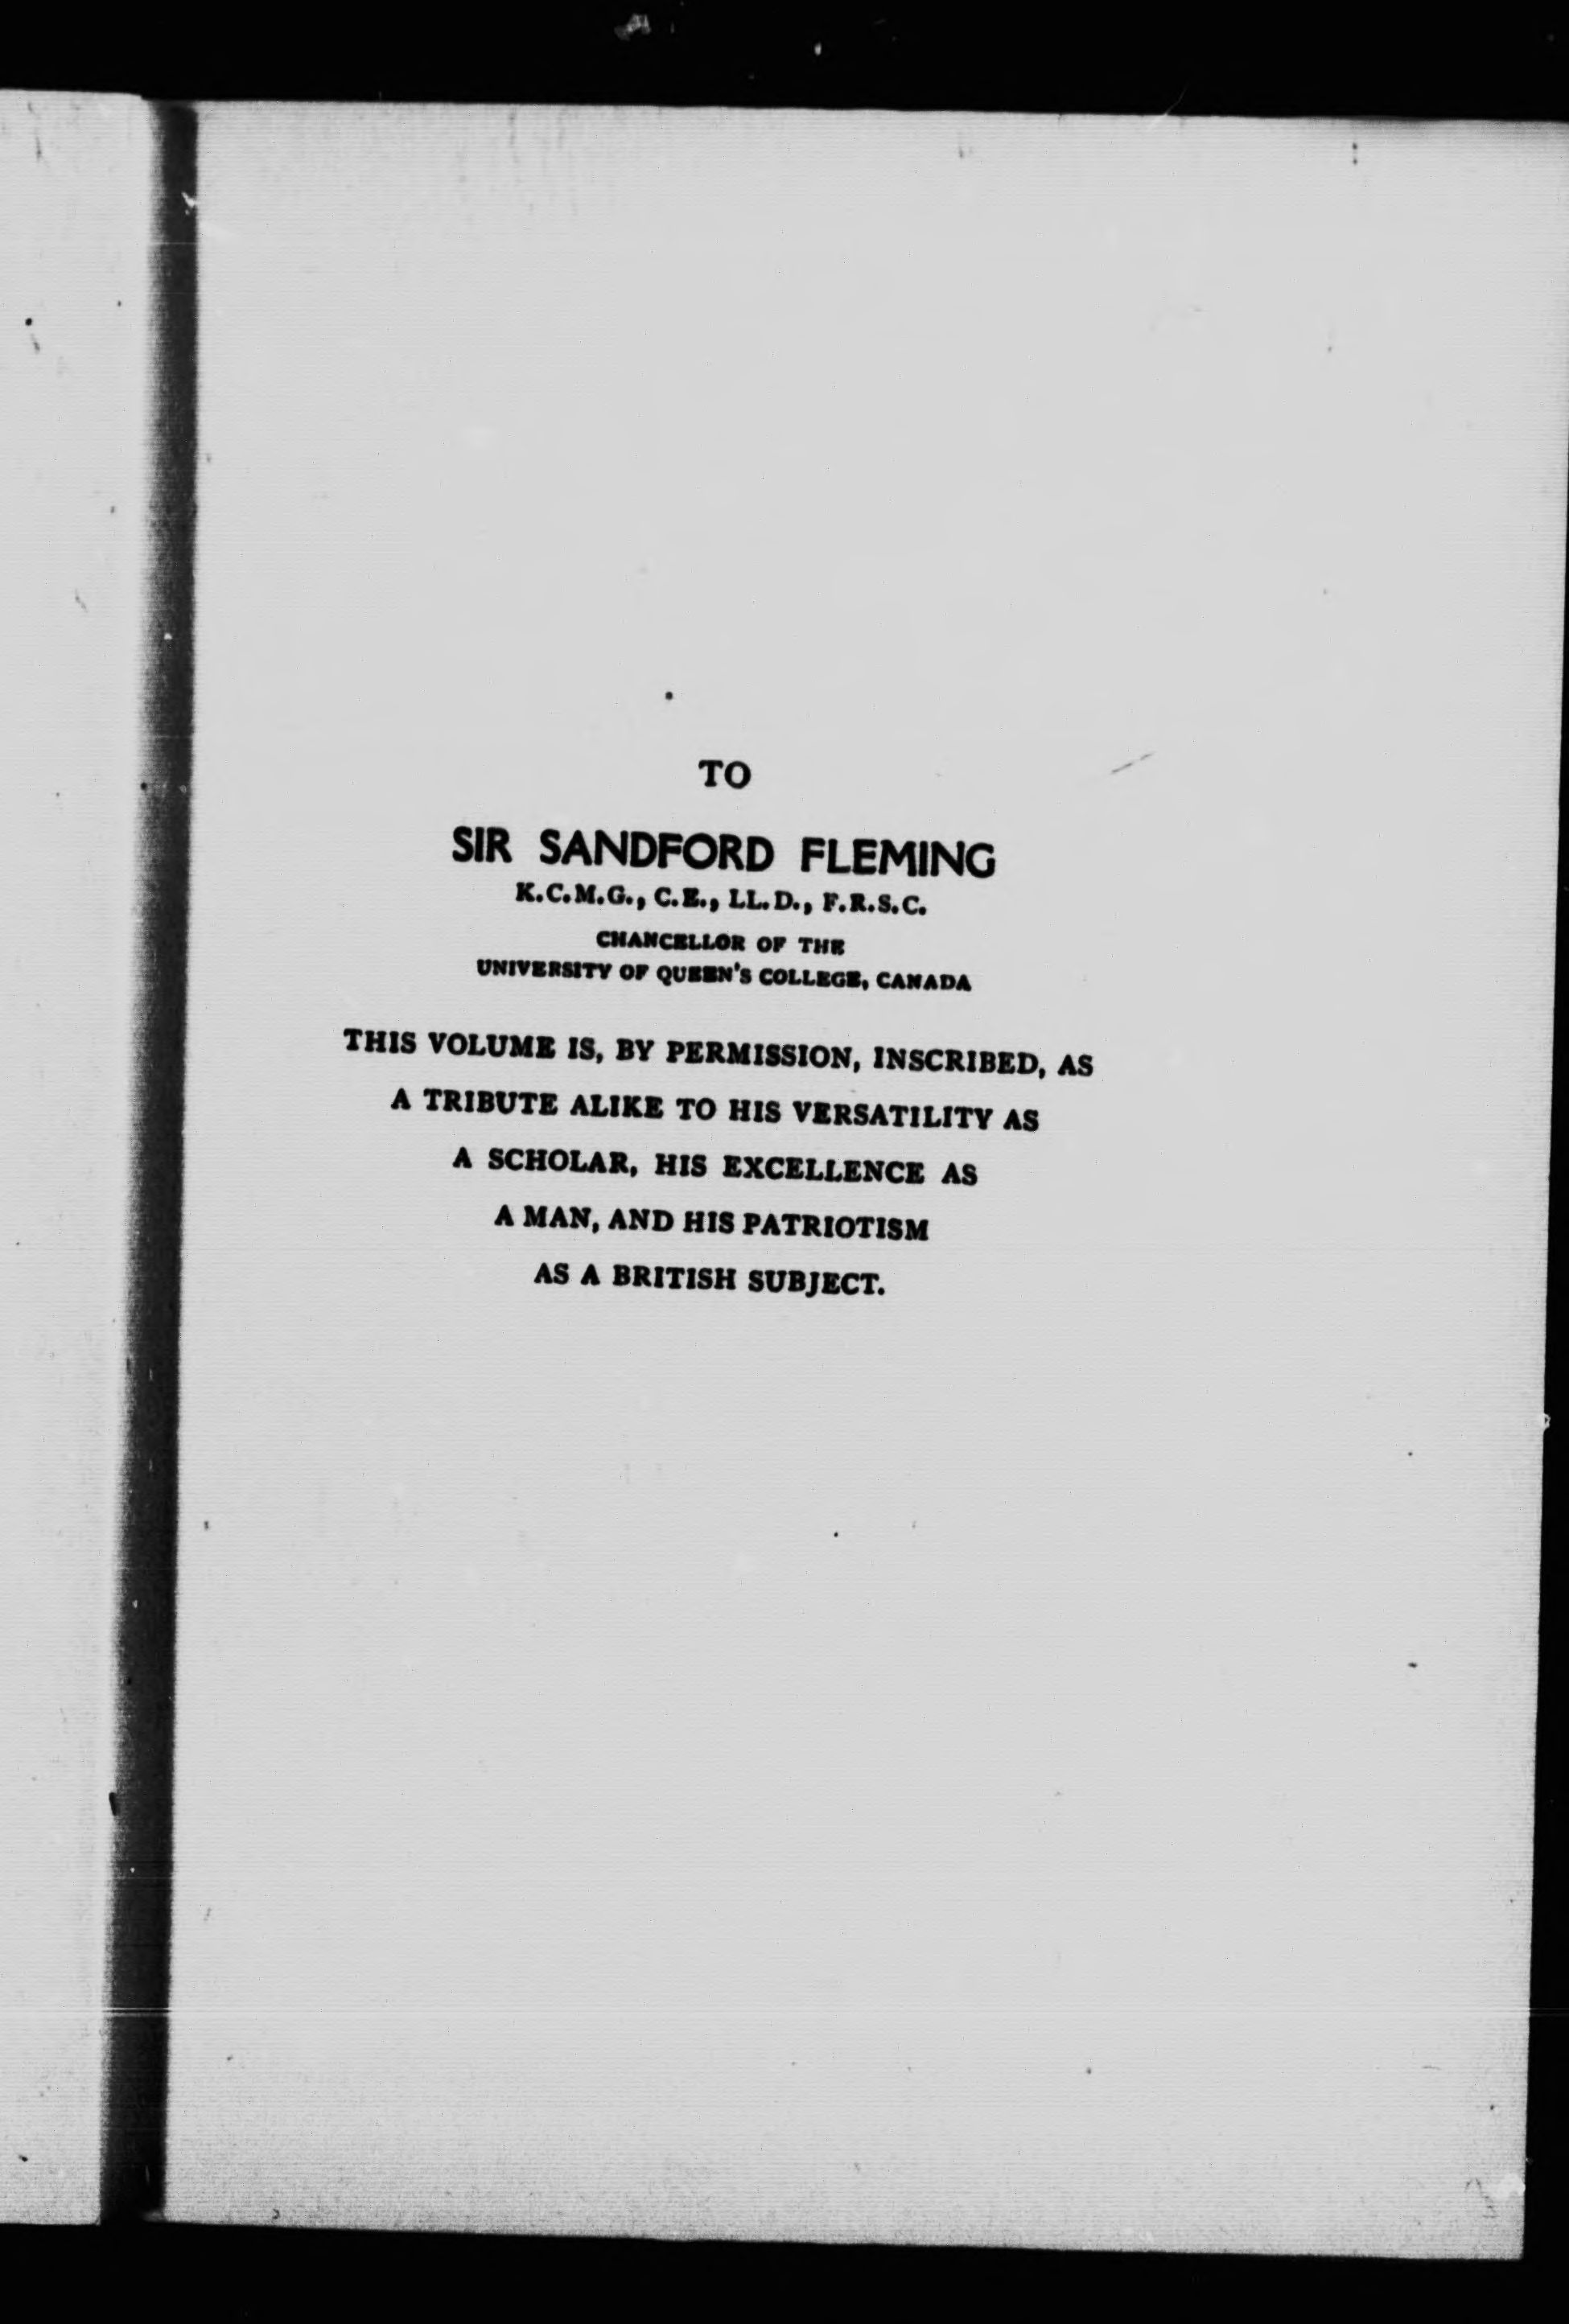 TO
SIR SANDFORD FLEMING
K.C.M.G., C.E., LL.D., F.R.S.C.
CHANCELLOR OF THE
UNIVERSITY OF QUEEN'S COLLEGE, CANADA
THIS VOLUME IS, BY PERMISSION, INSCRIBED, AS
A TRIBUTE ALIKE TO HIS VERSATILITY AS
A SCHOLAR, HIS EXCELLENCE AS
A MAN, AND HIS PATRIOTISM
AS A BRITISH SUBJECT.